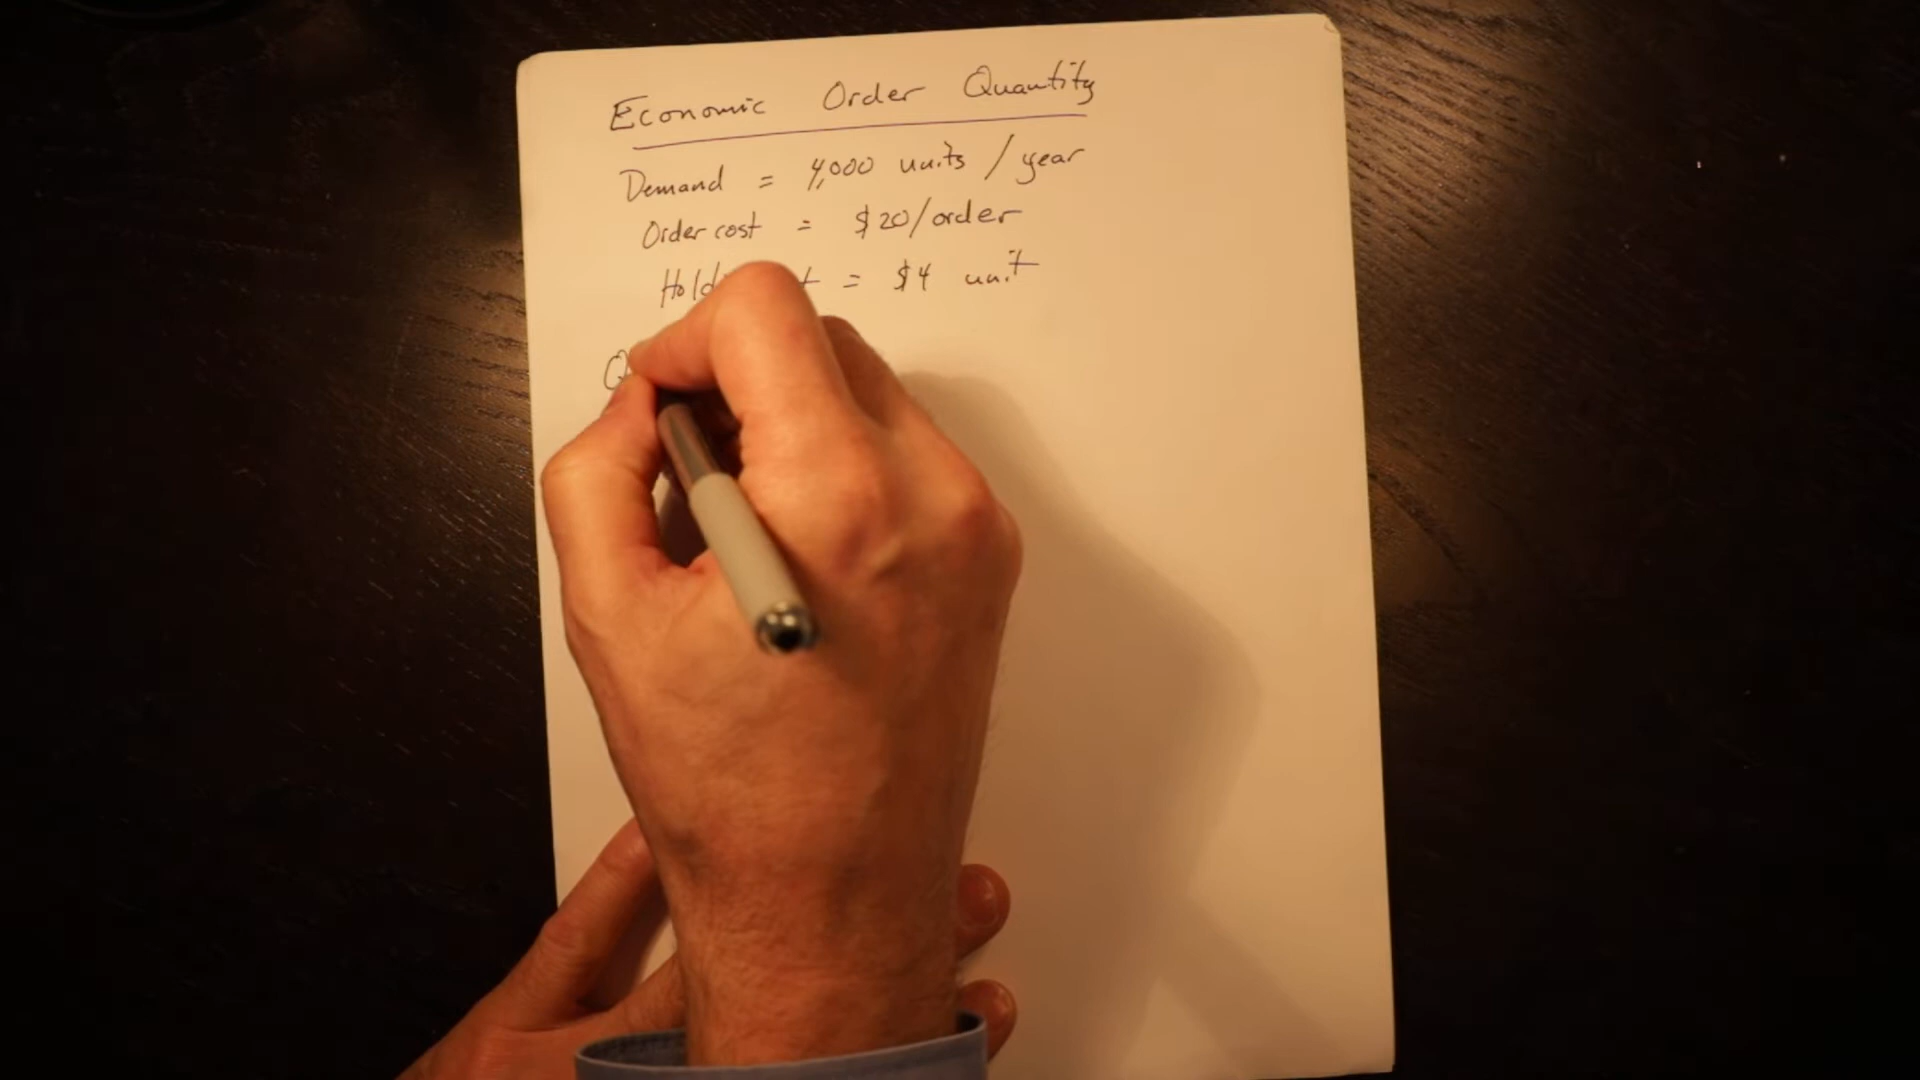 Economic Order Quantity
Demand = 4,000 units / year
Order cost = $20/order
= $4 unit
Q